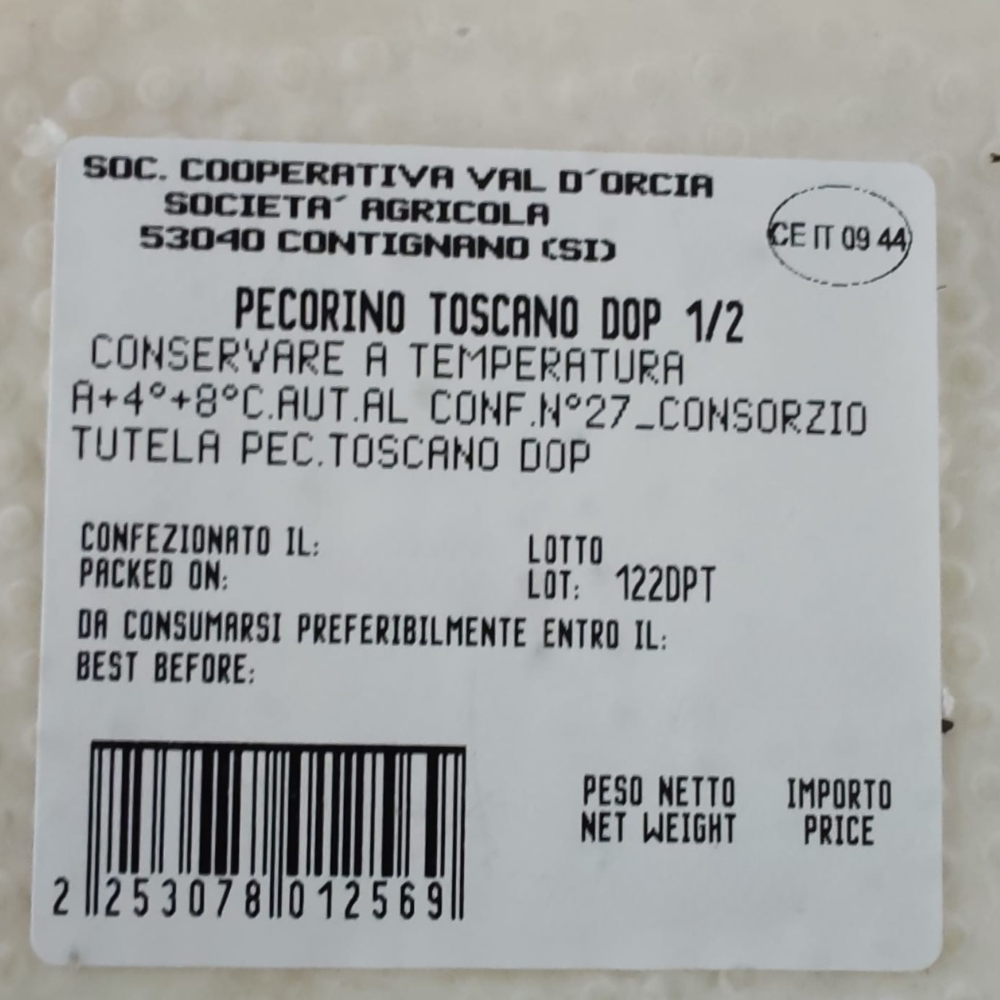 SOC. COOPERATIVA VAL D´ORCIA
SOCIETA´ AGRICOLA
53040 CONTIGNANO (SI)
CE IT 09 44
PECORINO TOSCANO DOP 1/2
CONSERVARE A TEMPERATURA
A+4°+8°C.AUT.AL CONF.N°27_CONSORZIO
TUTELA PEC.TOSCANO DOP
CONFEZIONATO IL:
PACKED ON:
LOTTO
LOT: 122DPT
DA CONSUMARSI PREFERIBILMENTE ENTRO IL:
BEST BEFORE:
PESO NETTO
NET WEIGHT
IMPORTO
PRICE
2 253078 012569